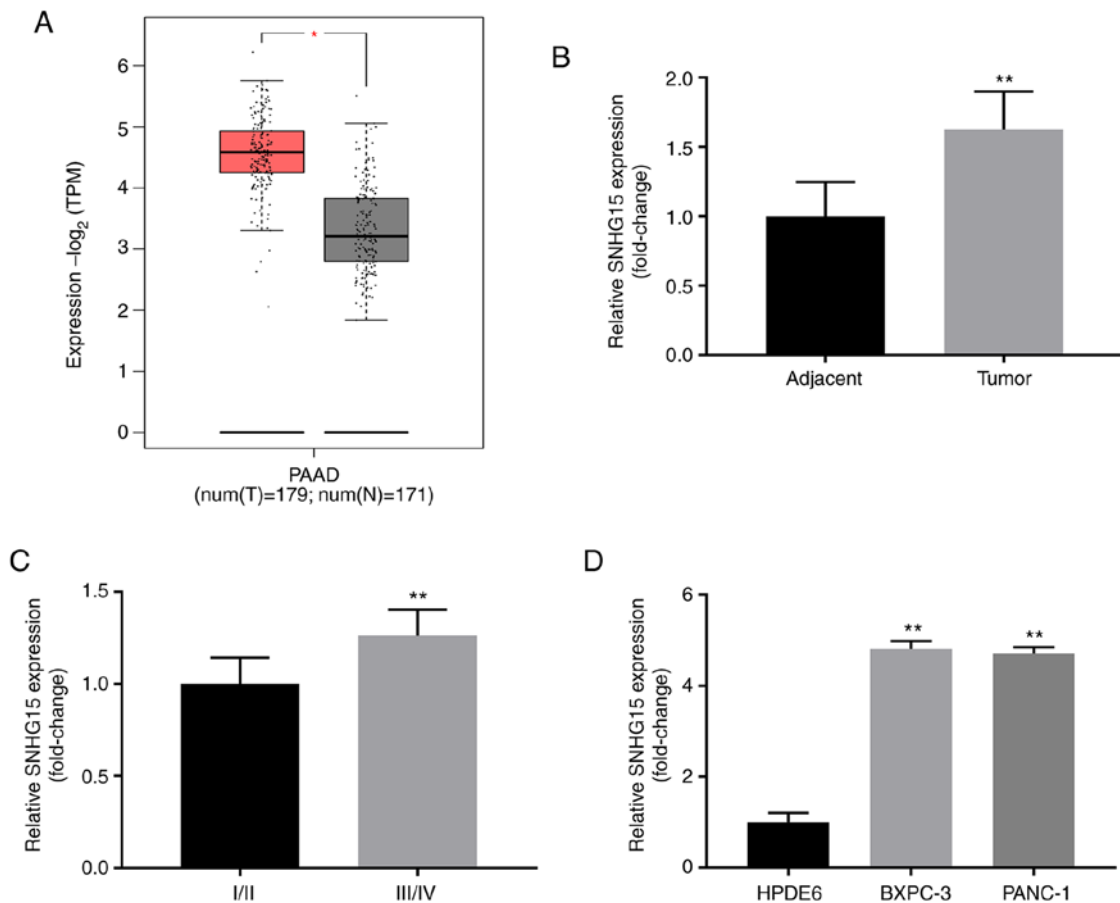 A
Expression –log2 (TPM)
6
5
4
3
2
1
0
*
PAAD
(num(T)=179; num(N)=171)
B
Relative SNHG15 expression
(fold-change)
2.0
1.5
1.0
0.5
0.0
**
Adjacent
Tumor
C
Relative SNHG15 expression
(fold-change)
1.5
1.0
0.5
0.0
**
I/II
III/IV
D
Relative SNHG15 expression
(fold-change)
6
4
2
0
**
**
HPDE6
BXPC-3
PANC-1